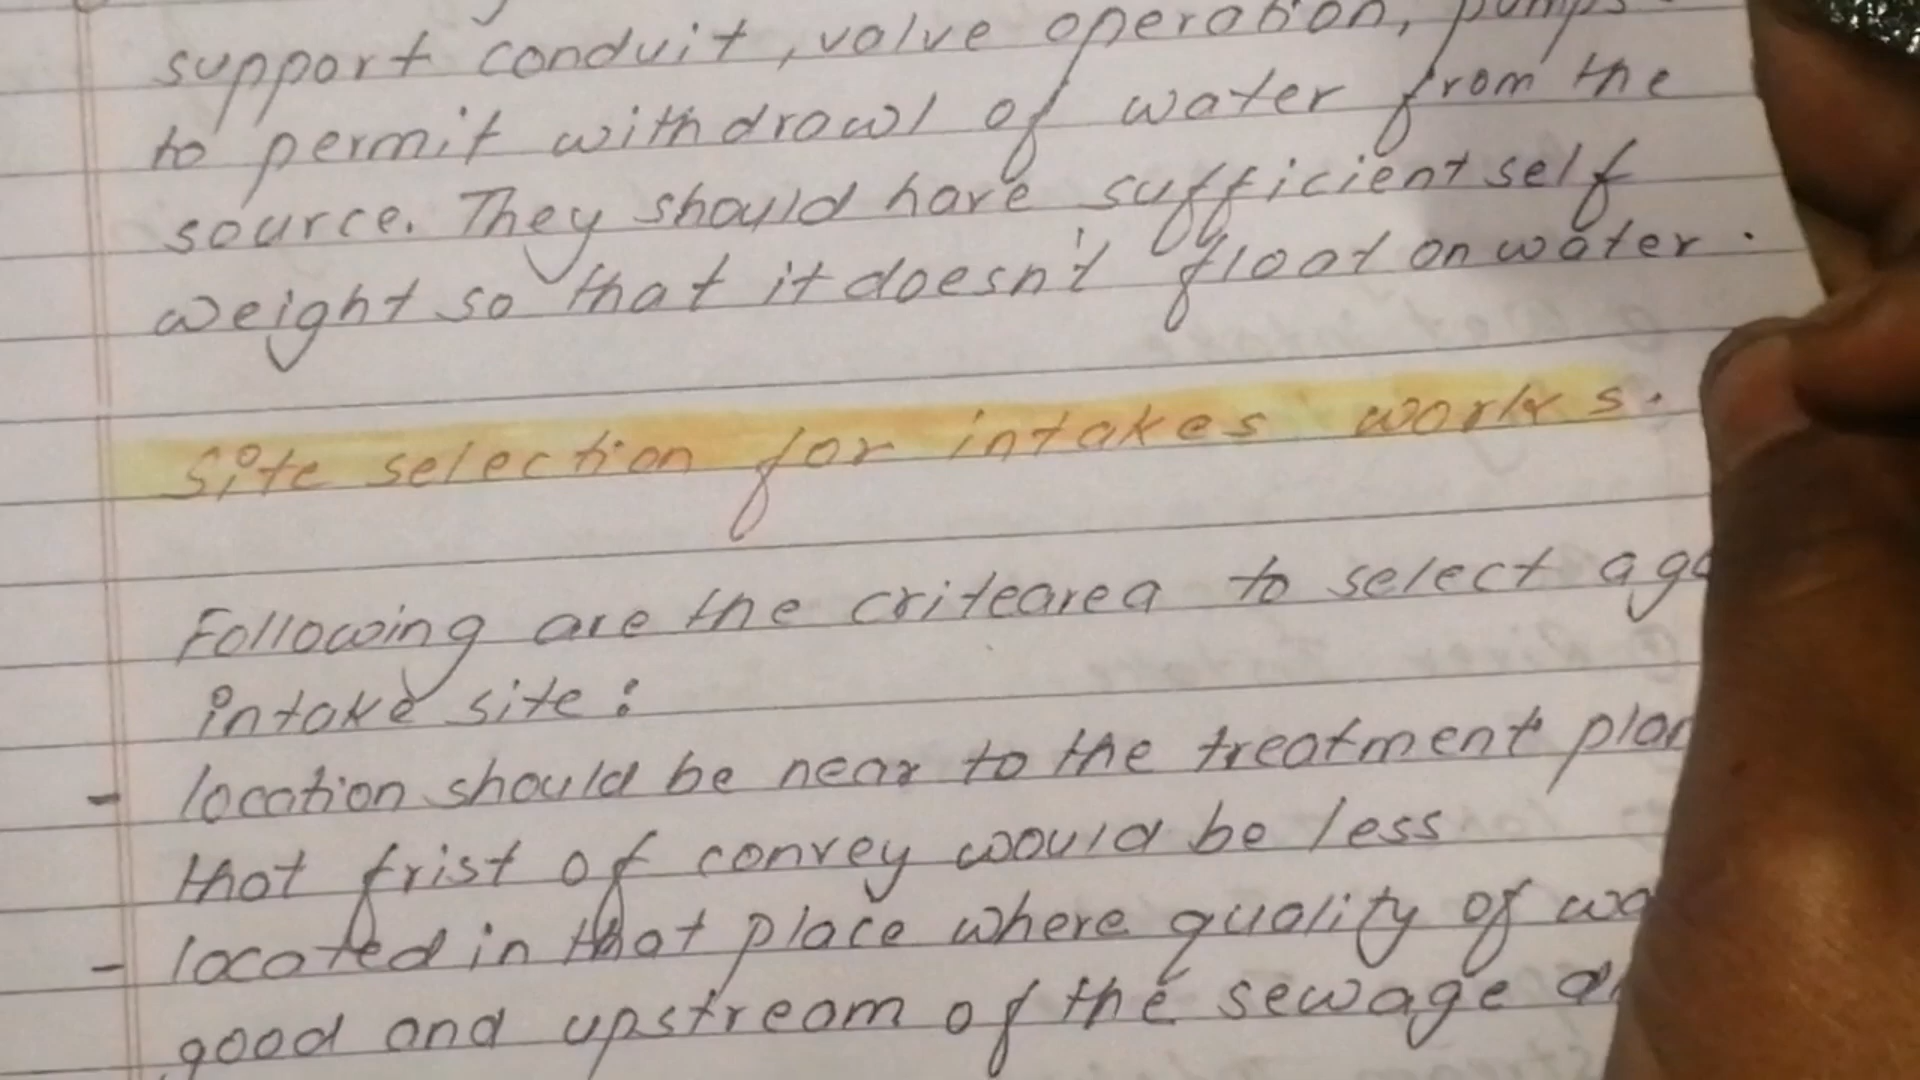 support conduit, valve operation, pumps
to permit withdrawl of water from the
source. They should have sufficient self
weight so that it doesn't float on water.
Site selection for intakes works.
Following are the critearea to select a
intake site:
- location should be near to the treatment
that frist of convey would be less
- located in that place where quality of
good and upstream of the sewage